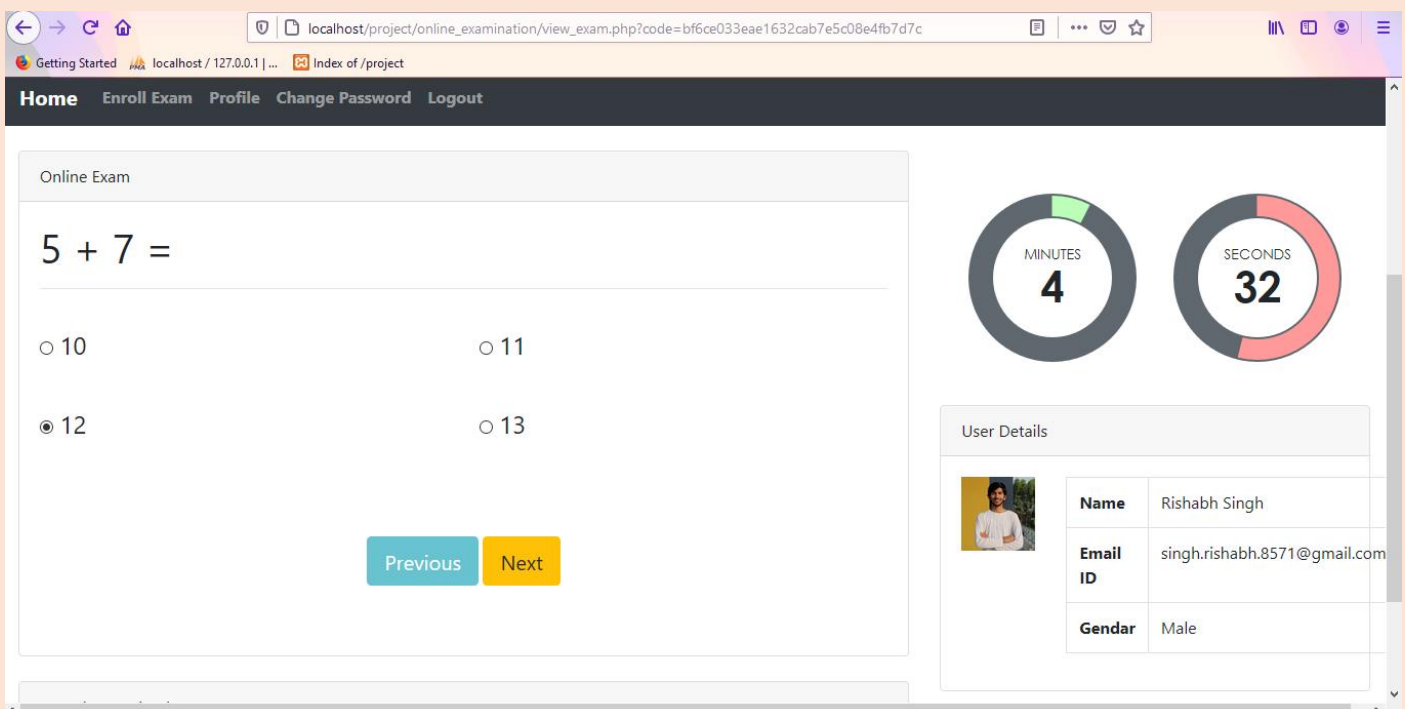 localhost/project/online_examination/view_exam.php?code=bf6ce033eae1632cab7e5c08e4fb7d7c
Getting Started localhost / 127.0.0.1 | ... Index of /project
Home Enroll Exam Profile Change Password Logout
Online Exam
5 + 7 =
10 11
12 13
Previous Next
MINUTES
4
SECONDS
32
User Details
Name Rishabh Singh
Email ID singh.rishabh.8571@gmail.com
Gendar Male